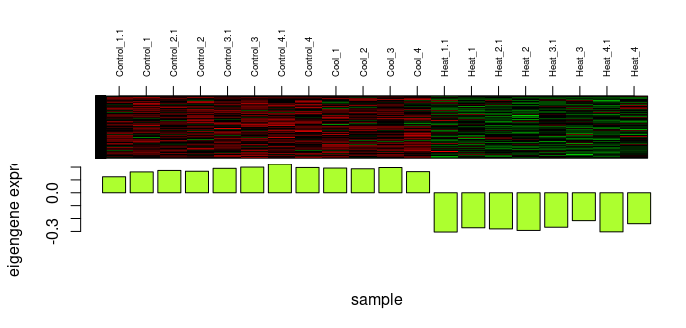 Control_1.1
Control_1
Control_2.1
Control_2
Control_3.1
Control_3
Control_4.1
Control_4
Cool_1
Cool_2
Cool_3
Cool_4
Heat_1.1
Heat_1
Heat_2.1
Heat_2
Heat_3.1
Heat_3
Heat_4.1
Heat_4
eigengene expr
0.0
-0.3
sample